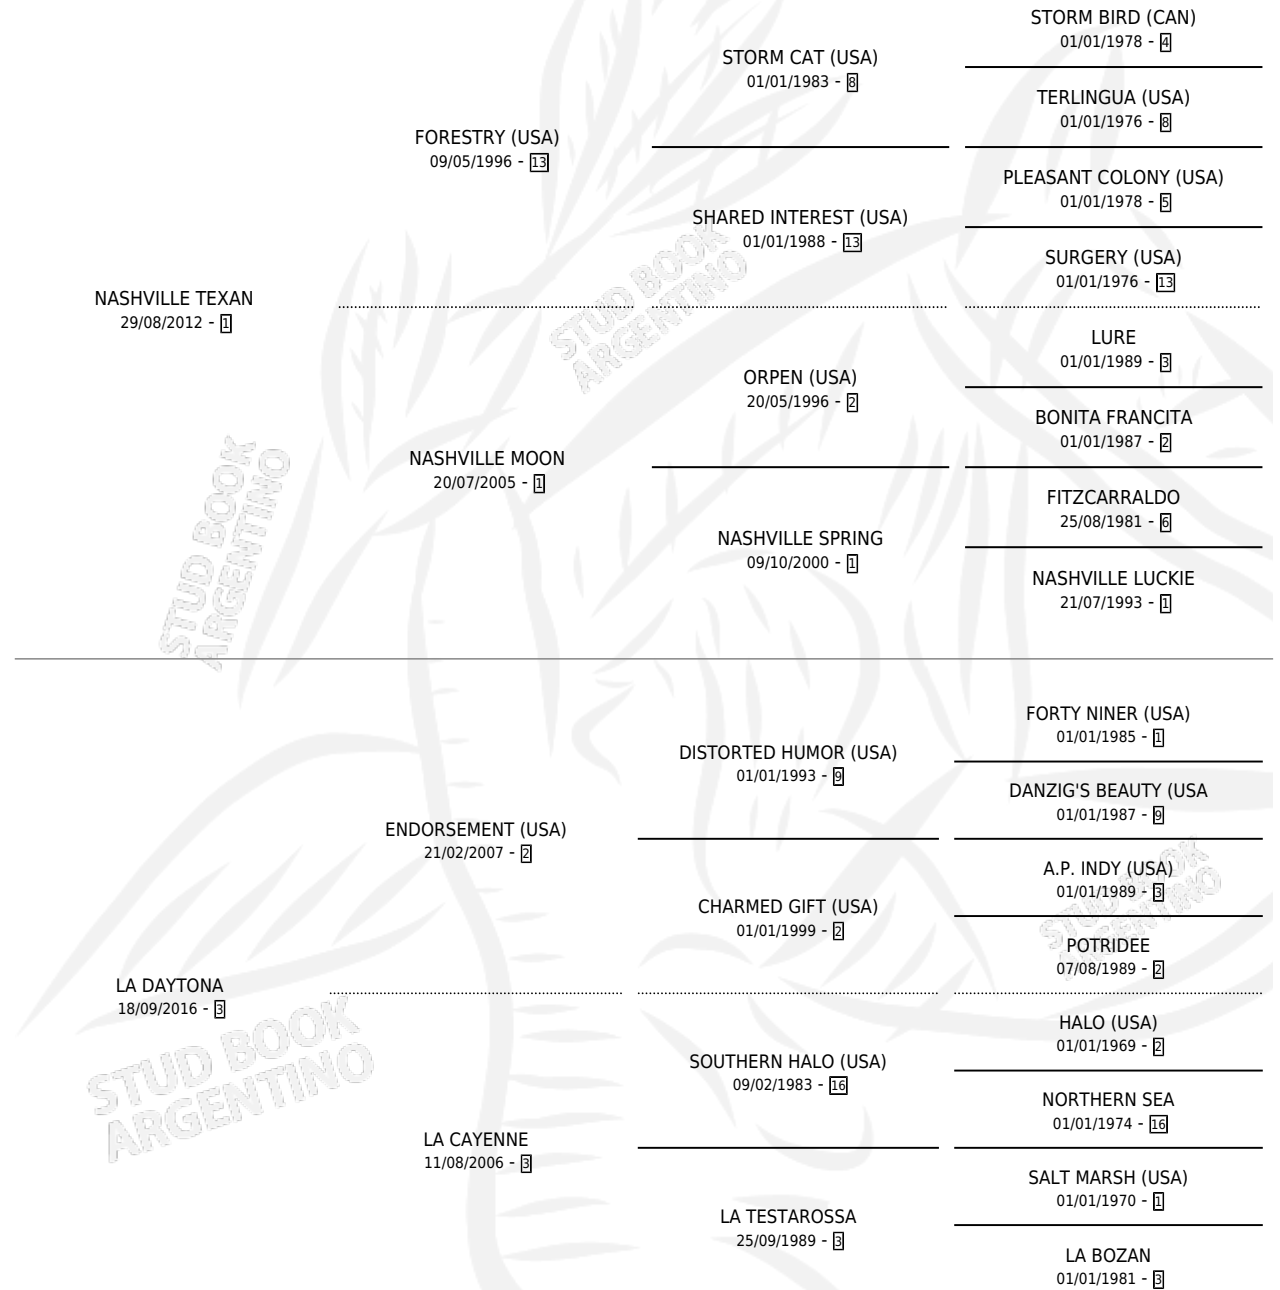 STORM BIRD (CAN)
01/01/1978 - 4
STORM CAT (USA)
01/01/1983 - 8
TERLINGUA (USA)
01/01/1976 - 8
FORESTRY (USA)
09/05/1996 - 13
PLEASANT COLONY (USA)
01/01/1978 - 5
SHARED INTEREST (USA)
01/01/1988 - 13
SURGERY (USA)
01/01/1976 - 13
NASHVILLE TEXAN
29/08/2012 - 1
LURE
01/01/1989 - 3
ORPEN (USA)
20/05/1996 - 2
BONITA FRANCITA
01/01/1987 - 2
NASHVILLE MOON
20/07/2005 - 1
FITZCARRALDO
25/08/1981 - 6
NASHVILLE SPRING
09/10/2000 - 1
NASHVILLE LUCKIE
21/07/1993 - 1
FORTY NINER (USA)
01/01/1985 - 1
DISTORTED HUMOR (USA)
01/01/1993 - 9
DANZIG'S BEAUTY (USA
01/01/1987 - 9
ENDORSEMENT (USA)
21/02/2007 - 2
A.P. INDY (USA)
01/01/1989 - 3
CHARMED GIFT (USA)
01/01/1999 - 2
POTRIDEE
07/08/1989 - 2
LA DAYTONA
18/09/2016 - 3
HALO (USA)
01/01/1969 - 2
SOUTHERN HALO (USA)
09/02/1983 - 16
NORTHERN SEA
01/01/1974 - 16
LA CAYENNE
11/08/2006 - 3
SALT MARSH (USA)
01/01/1970 - 1
LA TESTAROSSA
25/09/1989 - 3
LA BOZAN
01/01/1981 - 3
STUD BOOK
ARGENTINO
STUD BOOK
ARGENTINO
STUD BOOK
ARGENTINO
STUD BOOK
ARGENTINO